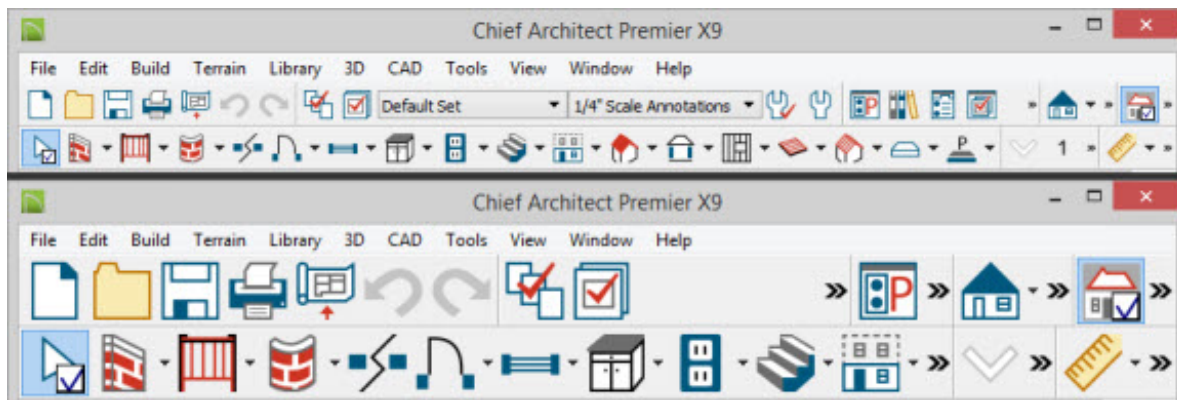 Chief Architect Premier X9
File Edit Build Terrain Library 3D CAD Tools View Window Help
Default Set 1/4" Scale Annotations P
P 1
Chief Architect Premier X9
File Edit Build Terrain Library 3D CAD Tools View Window Help
P